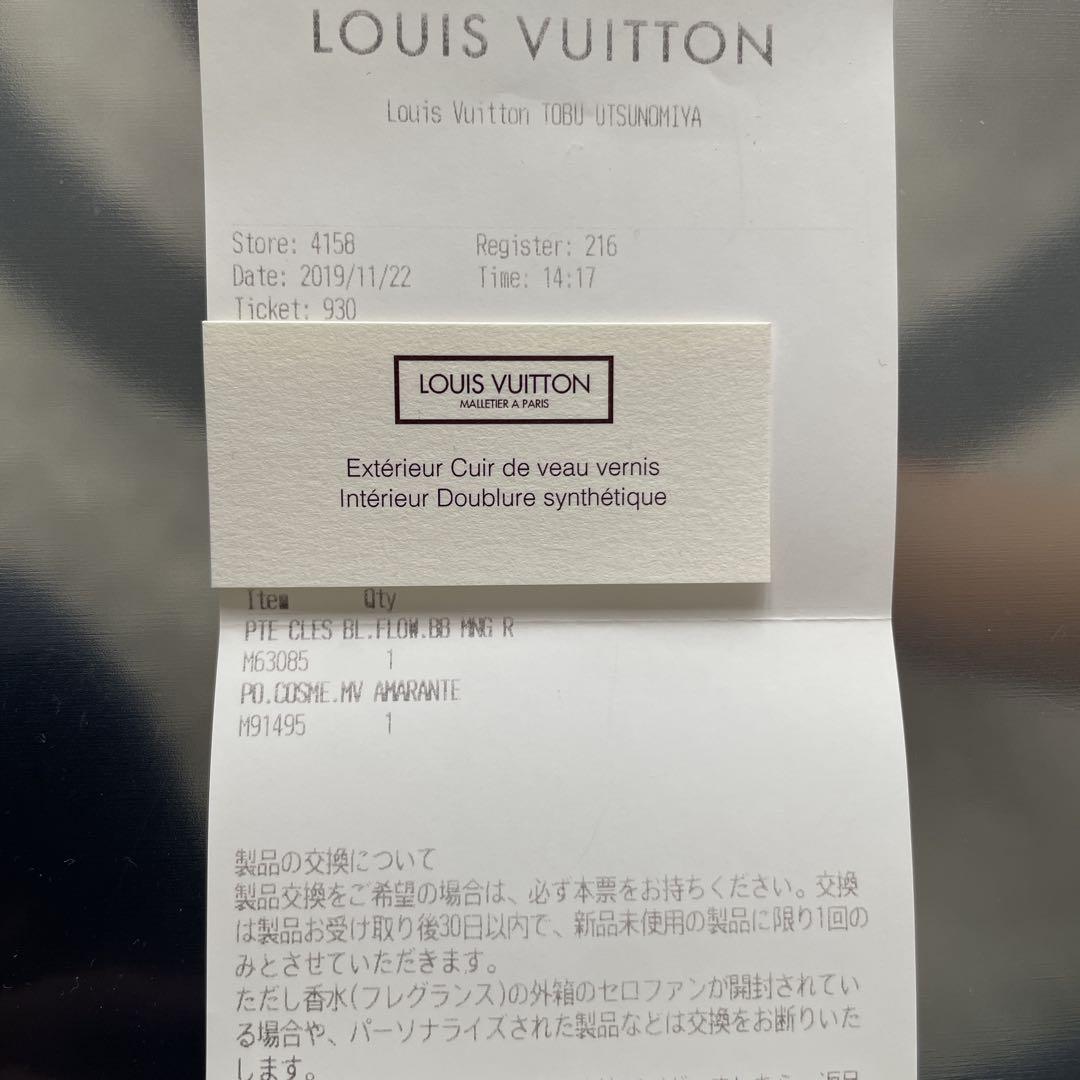 LOUIS VUITTON
Louis Vuitton TOBU UTSUNOMIYA
Store: 4158 Register: 216
Date: 2019/11/22 Time: 14:17
Ticket: 930
LOUIS VUITTON
MALLETIER A PARIS
Extérieur Cuir de veau vernis
Intérieur Doublure synthétique
Item Qty
PTE CLES BL.FLOW.BB MNG R
M63085 1
PO.COSME.MV AMARANTE
M91495 1
製品の交換について
製品交換をご希望の場合は、必ず本票をお持ちください。交換
は製品お受け取り後30日以内で、新品未使用の製品に限り1回の
みとさせていただきます。
ただし香水(フレグランス)の外箱のセロファンが開封されてい
る場合や、パーソナライズされた製品などは交換をお断りいた
します。